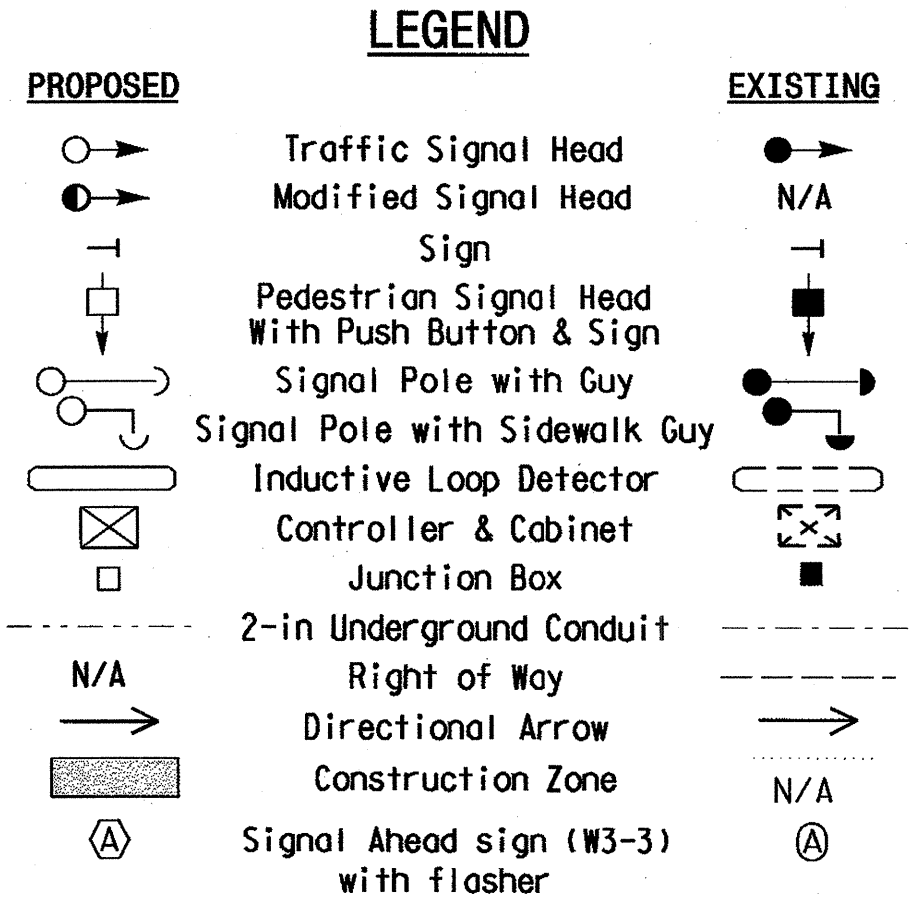 LEGEND
PROPOSED EXISTING
Traffic Signal Head
Modified Signal Head N/A
Sign
Pedestrian Signal Head
With Push Button & Sign
Signal Pole with Guy
Signal Pole with Sidewalk Guy
Inductive Loop Detector
Controller & Cabinet
Junction Box
2-in Underground Conduit
N/A Right of Way
Directional Arrow
Construction Zone N/A
A Signal Ahead sign (W3-3) A
with flasher